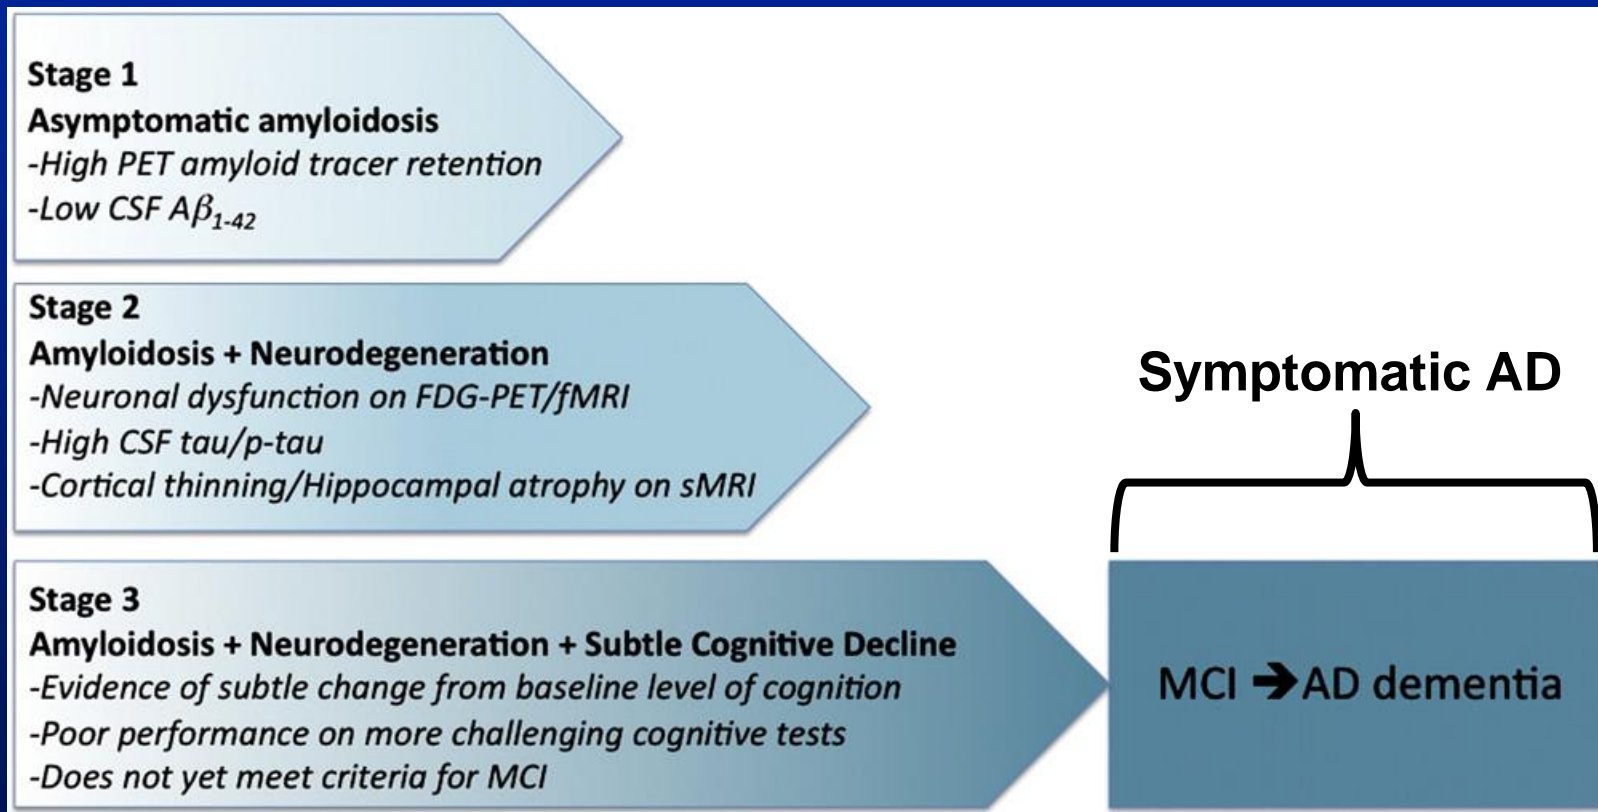 Stage 1
Asymptomatic amyloidosis
-High PET amyloid tracer retention
-Low CSF Aβ1-42
Stage 2
Amyloidosis + Neurodegeneration
-Neuronal dysfunction on FDG-PET/fMRI
-High CSF tau/p-tau
-Cortical thinning/Hippocampal atrophy on sMRI
Symptomatic AD
Stage 3
Amyloidosis + Neurodegeneration + Subtle Cognitive Decline
-Evidence of subtle change from baseline level of cognition
-Poor performance on more challenging cognitive tests
-Does not yet meet criteria for MCI
MCI ➔ AD dementia